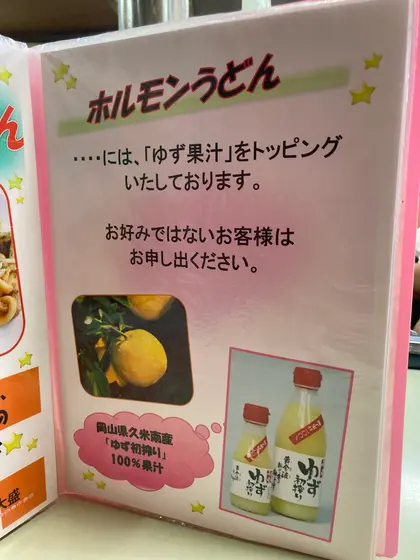 ホルモンうどん
‥‥には、「ゆず果汁」をトッピング
いたしております。
お好みではないお客様は
お申し出ください。
岡山県久米南産
「ゆず初搾り」
100%果汁
ゆず
初搾り
ゆず
初搾り
ん
大盛